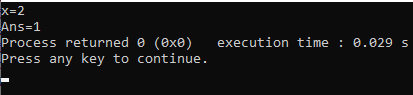 x=2
Ans=1
Process returned 0 (0x0)   execution time : 0.029 s
Press any key to continue.